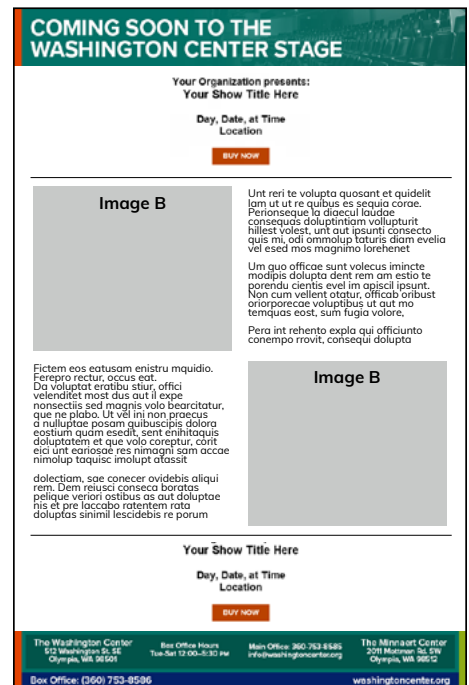 COMING SOON TO THE
WASHINGTON CENTER STAGE
Your Organization presents:
Your Show Title Here
Day, Date, at Time
Location
BUY NOW
Image B
Unt reri te volupta quosant et quidelit
lam ut ut re quibus es sequia corae.
Perionseque la diaecul laudae
consequas doluptintiam vollupturit
hillest volest, unt aut ipsunti consecto
quis mi, odi ommolup taturis diam evelia
vel esed mos magnimo lorehenet
Um quo officae sunt volecus imincte
modipis dolupta dent rem am estio te
porendu cientis evel im apiscil ipsunt.
Non cum vellent otatur, officab oribust
oriorporecae voluptibus ut aut mo
temquas eost, sum fugia volore,
Pera int rehento expla qui officiunto
conempo rrovit, consequi dolupta
Fictem eos eatusam enistru mquidio.
Ferepro rectur, occus eat.
Da voluptat eratibu stiur, offici
velenditet most dus aut il expe
nonsectiis sed magnis volo bearcitatur,
que ne plabo. Ut vel ini non praecus
a nulluptae posam quibuscipis dolora
eostium quam esedit, sent enihitaquis
doluptatem et que volo coreptur, corit
eici unt eariosae res nimagni sam accae
nimolup taquisc imolupt atassit
dolectiam, sae conecer ovidebis aliqui
rem. Dem reiusci conseca boratas
pelique veriori ostibus as aut doluptae
nis et pre laccabo ratentem rata
doluptas sinimil lescidebis re porum
Image B
Your Show Title Here
Day, Date, at Time
Location
BUY NOW
The Washington Center
512 Washington St. SE
Olympia, WA 98501
Box Office Hours
Tue-Sat 12:00-5:30 PM
Main Office: 360-753-8585
info@washingtoncenter.org
The Minnaert Center
2011 Mottman Rd. SW
Olympia, WA 98512
Box Office: (360) 753-8586
washingtoncenter.org